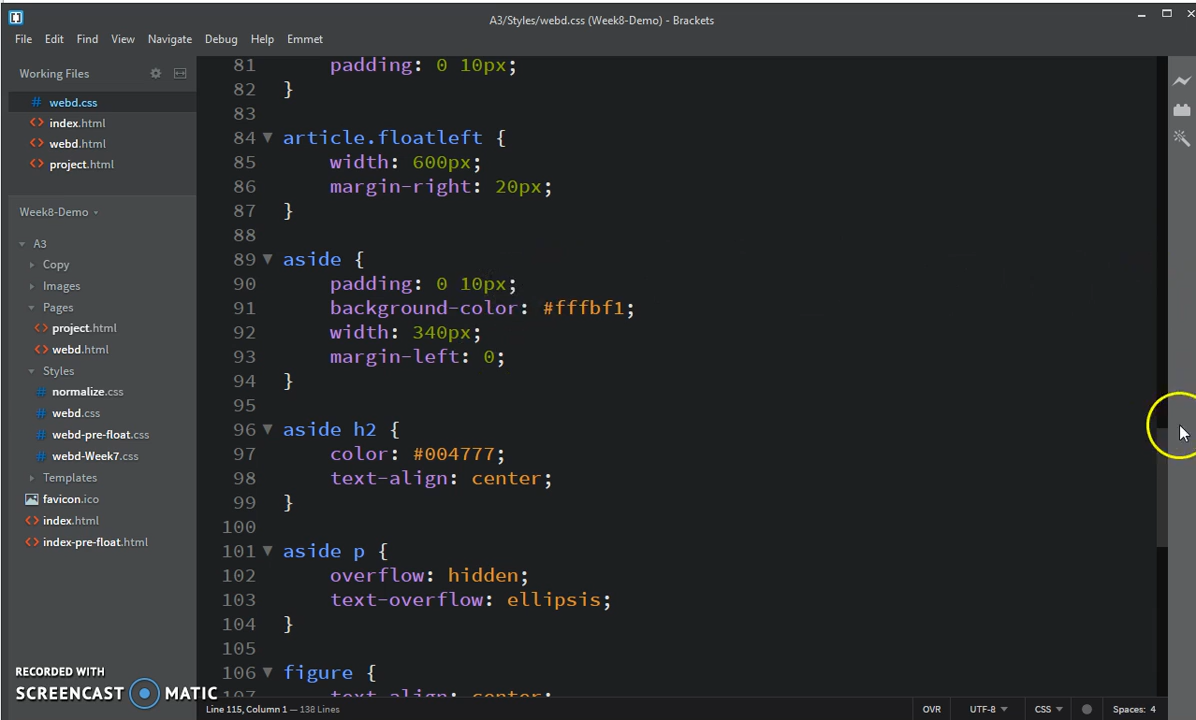 A3/Styles/webd.css (Week8-Demo) - Brackets
File Edit Find View Navigate Debug Help Emmet
Working Files
# webd.css
<> index.html
<> webd.html
<> project.html
Week8-Demo
A3
Copy
Images
Pages
<> project.html
<> webd.html
Styles
# normalize.css
# webd.css
# webd-pre-float.css
# webd-Week7.css
Templates
favicon.ico
<> index.html
<> index-pre-float.html
81 padding: 0 10px;
82 }
83
84 article.floatleft {
85 width: 600px;
86 margin-right: 20px;
87 }
88
89 aside {
90 padding: 0 10px;
91 background-color: #fffbf1;
92 width: 340px;
93 margin-left: 0;
94 }
95
96 aside h2 {
97 color: #004777;
98 text-align: center;
99 }
100
101 aside p {
102 overflow: hidden;
103 text-overflow: ellipsis;
104 }
105
106 figure {
107 text-align: center;
RECORDED WITH
SCREENCAST MATIC
Line 115, Column 1 — 138 Lines
OVR UTF-8 CSS Spaces: 4